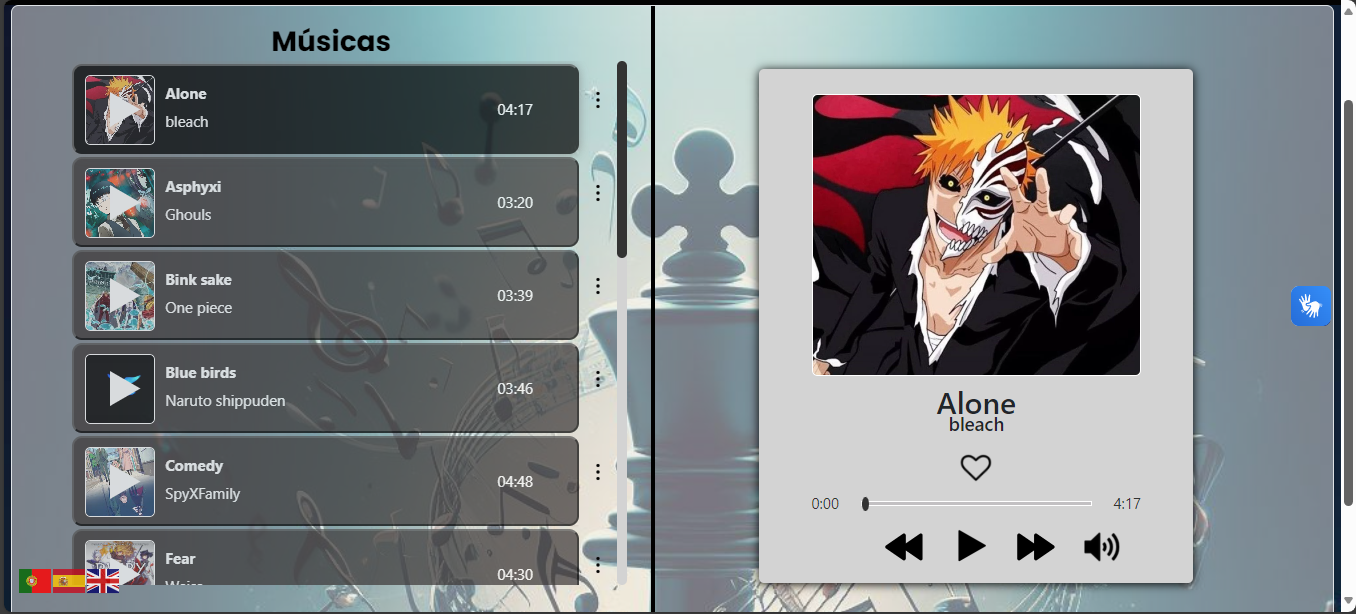 Músicas
Alone
bleach
04:17
Asphyxi
Ghouls
03:20
Bink sake
One piece
03:39
Blue birds
Naruto shippuden
03:46
Comedy
SpyXFamily
04:48
Fear
04:30
Alone
bleach
0:00
4:17